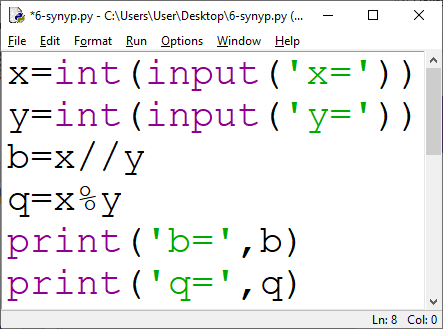 *6-synyp.py - C:\Users\User\Desktop\6-synyp.py (...
File Edit Format Run Options Window Help
x=int(input('x='))
y=int(input('y='))
b=x//y
q=x%y
print('b=',b)
print('q=',q)
Ln: 8 Col: 0